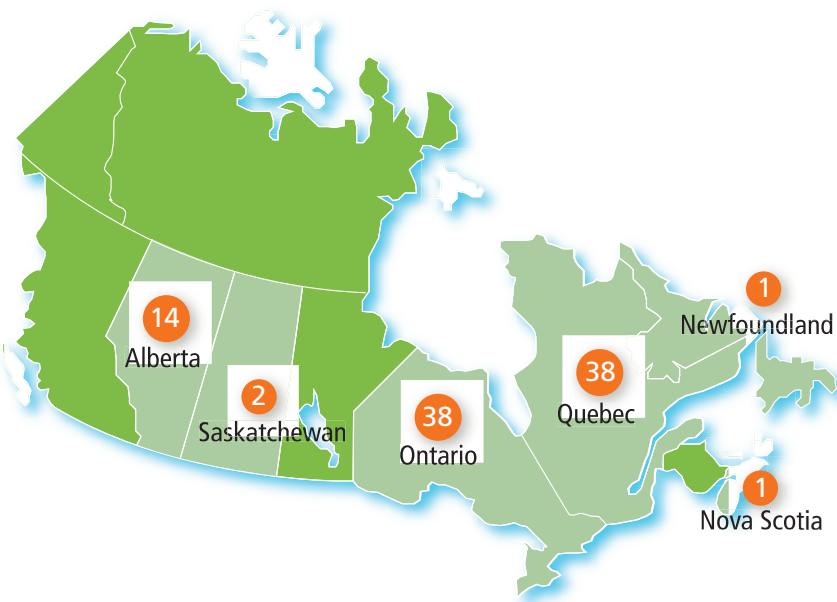 1
Newfoundland
14
Alberta
38
Quebec
2
Saskatchewan
38
Ontario
1
Nova Scotia